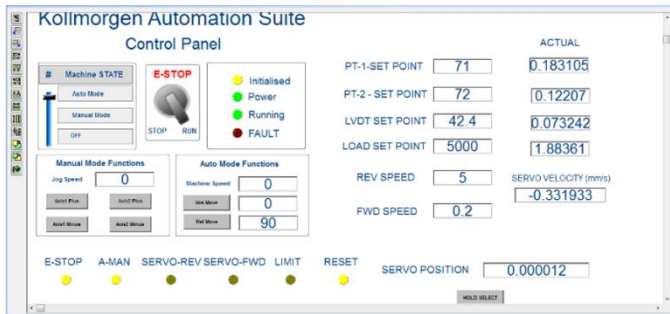 Kollmorgen Automation Suite
Control Panel
ACTUAL
# Machine STATE
Auto Mode
Manual Mode
OFF
E-STOP
STOP RUN
Initialised
Power
Running
FAULT
PT-1-SET POINT 71 0.183105
PT-2 - SET POINT 72 0.12207
LVDT SET POINT 42.4 0.073242
LOAD SET POINT 5000 1.88361
Manual Mode Functions
Jog Speed 0
Axis1 Plus Axis2 Plus
Axis1 Minus Axis2 Minus
Auto Mode Functions
Machine Speed 0
Abs Move 0
Rel Move 90
REV SPEED 5
SERVO VELOCITY (mm/s)
-0.331933
FWD SPEED 0.2
E-STOP A-MAN SERVO-REV SERVO-FWD LIMIT RESET
SERVO POSITION 0.000012
HOLD SELECT